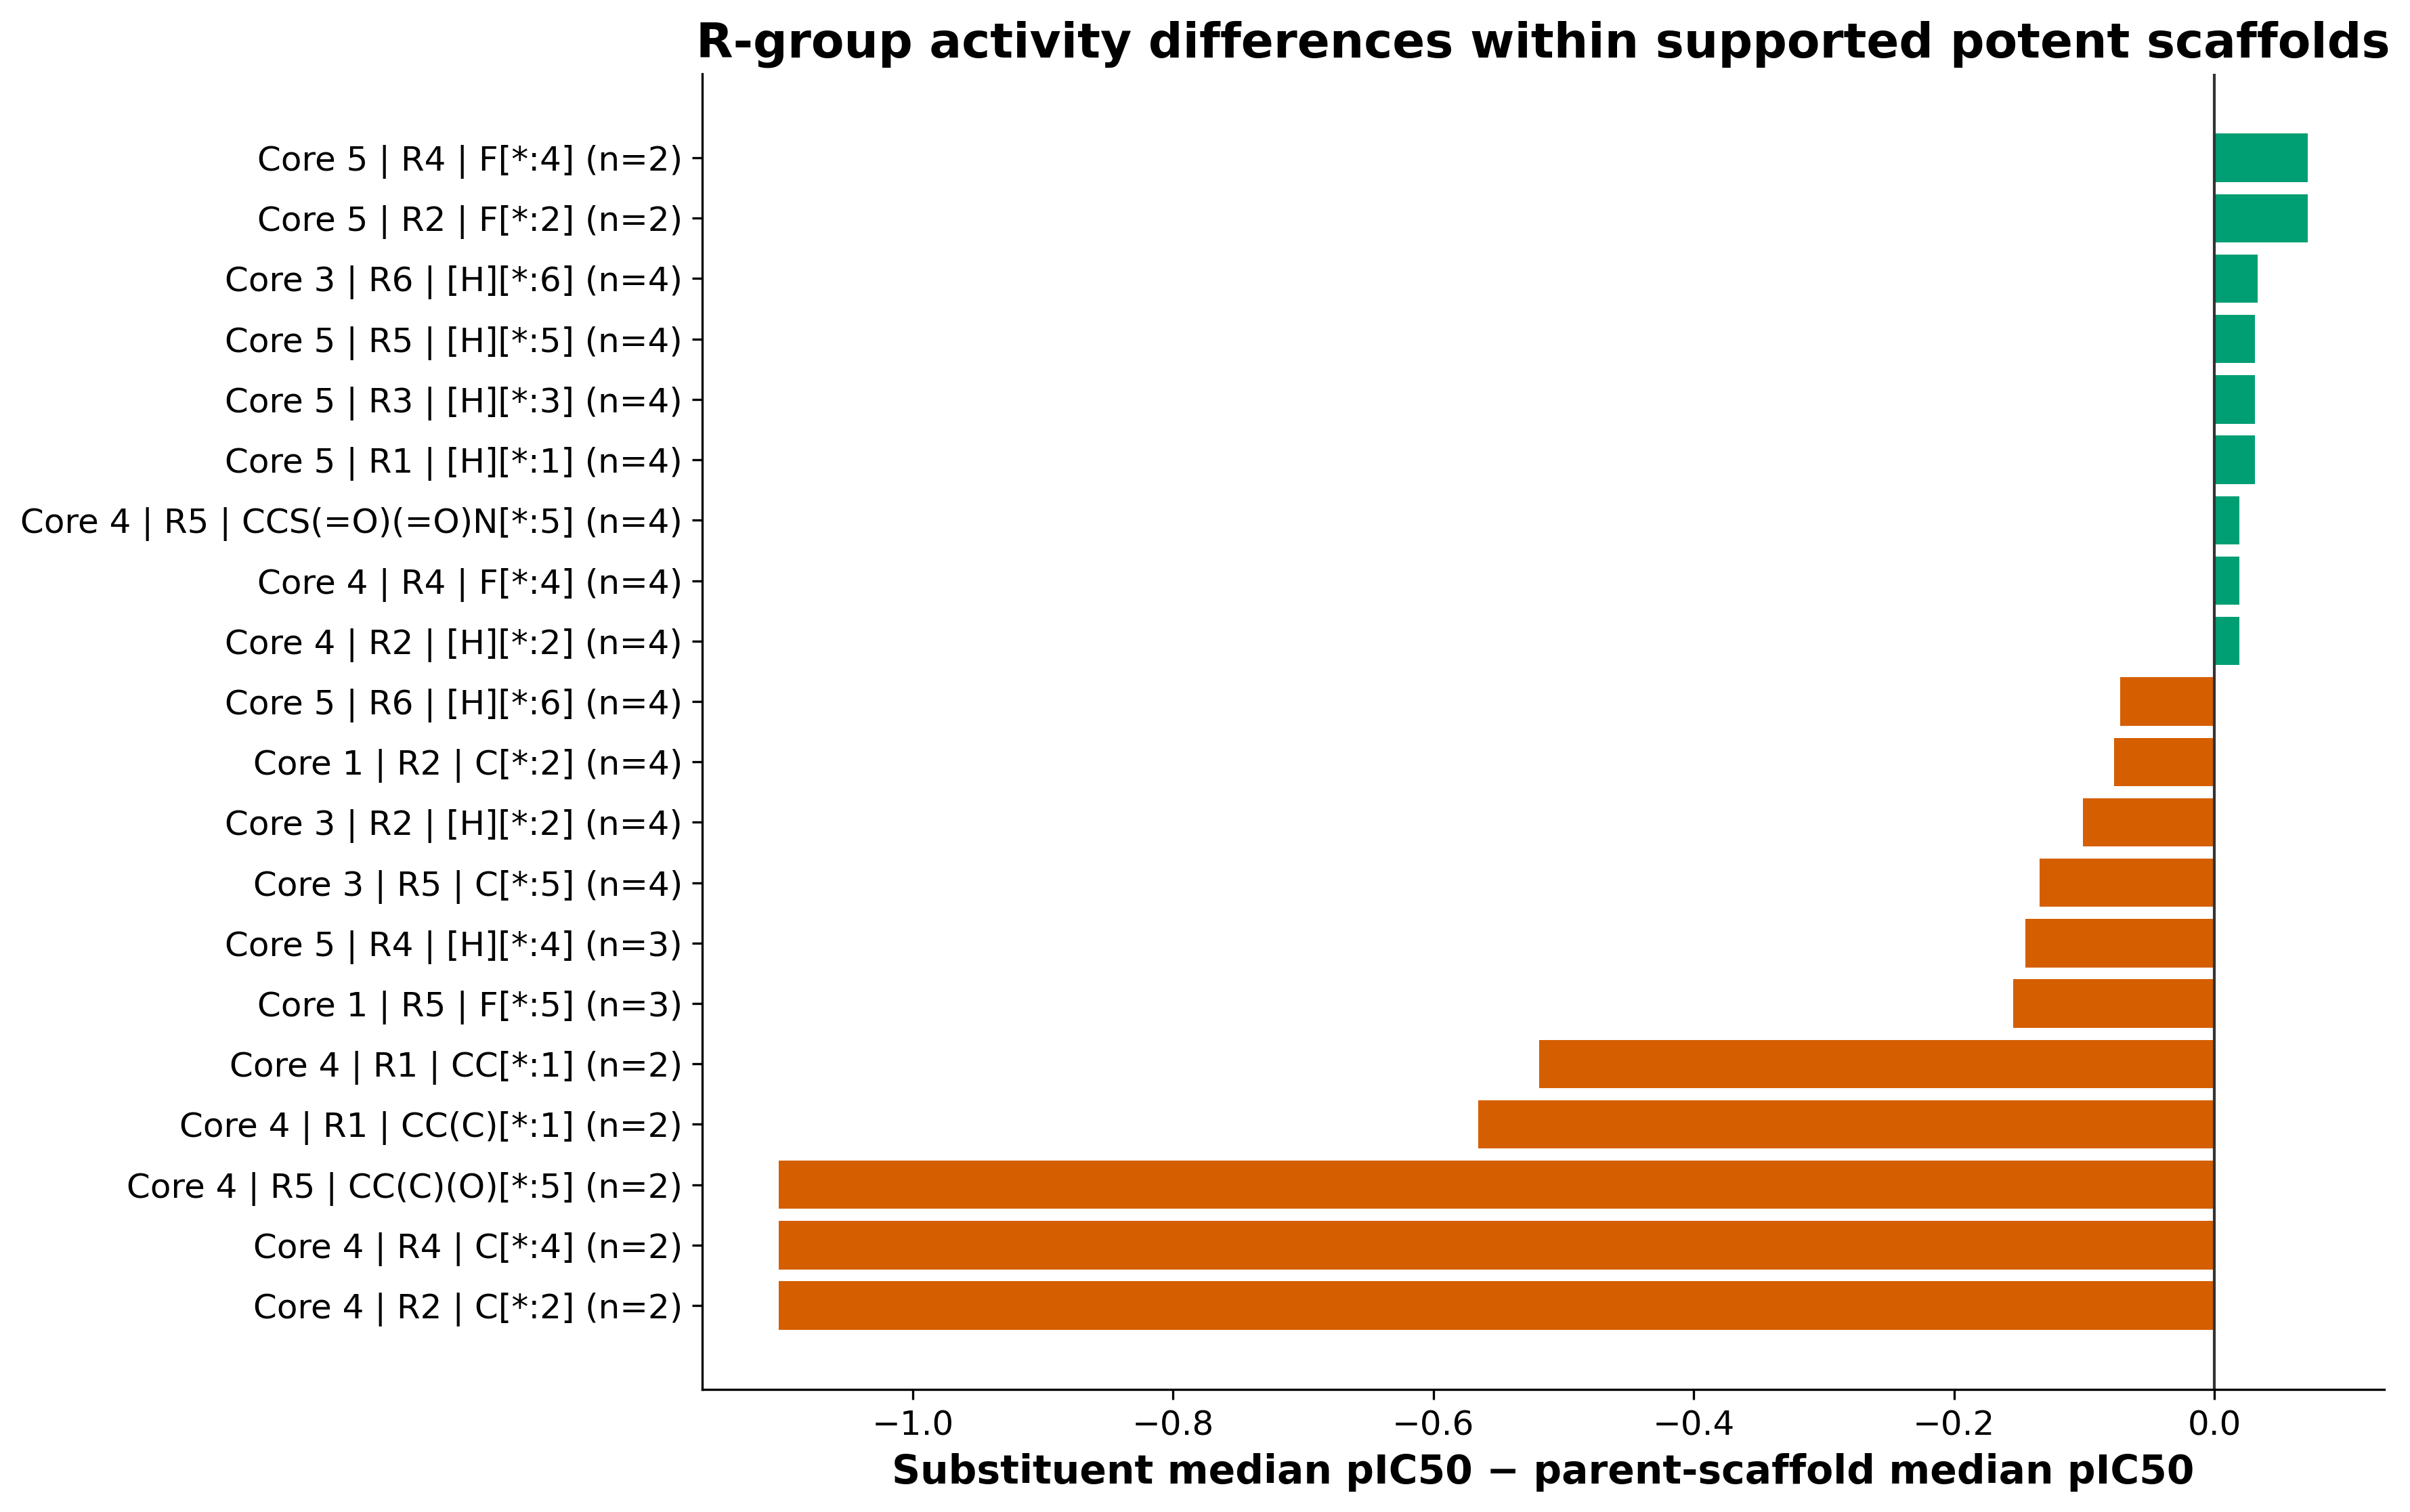 R-group activity differences within supported potent scaffolds
Core 5 | R4 | F[*:4] (n=2)
Core 5 | R2 | F[*:2] (n=2)
Core 3 | R6 | [H][*:6] (n=4)
Core 5 | R5 | [H][*:5] (n=4)
Core 5 | R3 | [H][*:3] (n=4)
Core 5 | R1 | [H][*:1] (n=4)
Core 4 | R5 | CCS(=O)(=O)N[*:5] (n=4)
Core 4 | R4 | F[*:4] (n=4)
Core 4 | R2 | [H][*:2] (n=4)
Core 5 | R6 | [H][*:6] (n=4)
Core 1 | R2 | C[*:2] (n=4)
Core 3 | R2 | [H][*:2] (n=4)
Core 3 | R5 | C[*:5] (n=4)
Core 5 | R4 | [H][*:4] (n=3)
Core 1 | R5 | F[*:5] (n=3)
Core 4 | R1 | CC[*:1] (n=2)
Core 4 | R1 | CC(C)[*:1] (n=2)
Core 4 | R5 | CC(C)(O)[*:5] (n=2)
Core 4 | R4 | C[*:4] (n=2)
Core 4 | R2 | C[*:2] (n=2)
−1.0 −0.8 −0.6 −0.4 −0.2 0.0
Substituent median pIC50 − parent-scaffold median pIC50